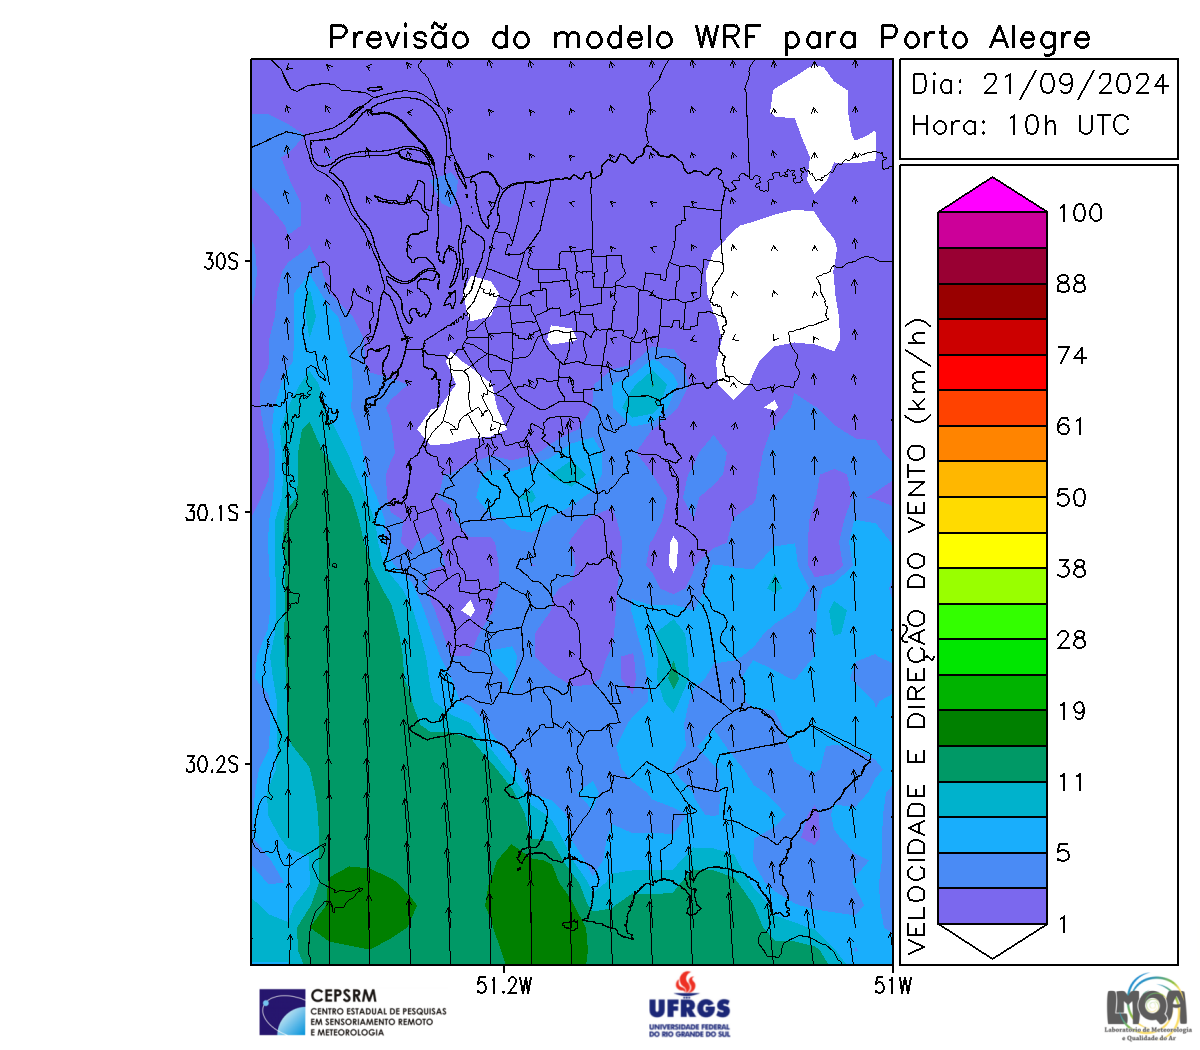 Previsão do modelo WRF para Porto Alegre
Dia: 21/09/2024
Hora: 10h UTC
30S
30.1S
30.2S
51.2W
51W
VELOCIDADE E DIREÇÃO DO VENTO (km/h)
100
88
74
61
50
38
28
19
11
5
1
CEPSRM
CENTRO ESTADUAL DE PESQUISAS
EM SENSORIAMENTO REMOTO
E METEOROLOGIA
UFRGS
UNIVERSIDADE FEDERAL
DO RIO GRANDE DO SUL
LMQA
Laboratório de Meteorologia
e Qualidade do Ar